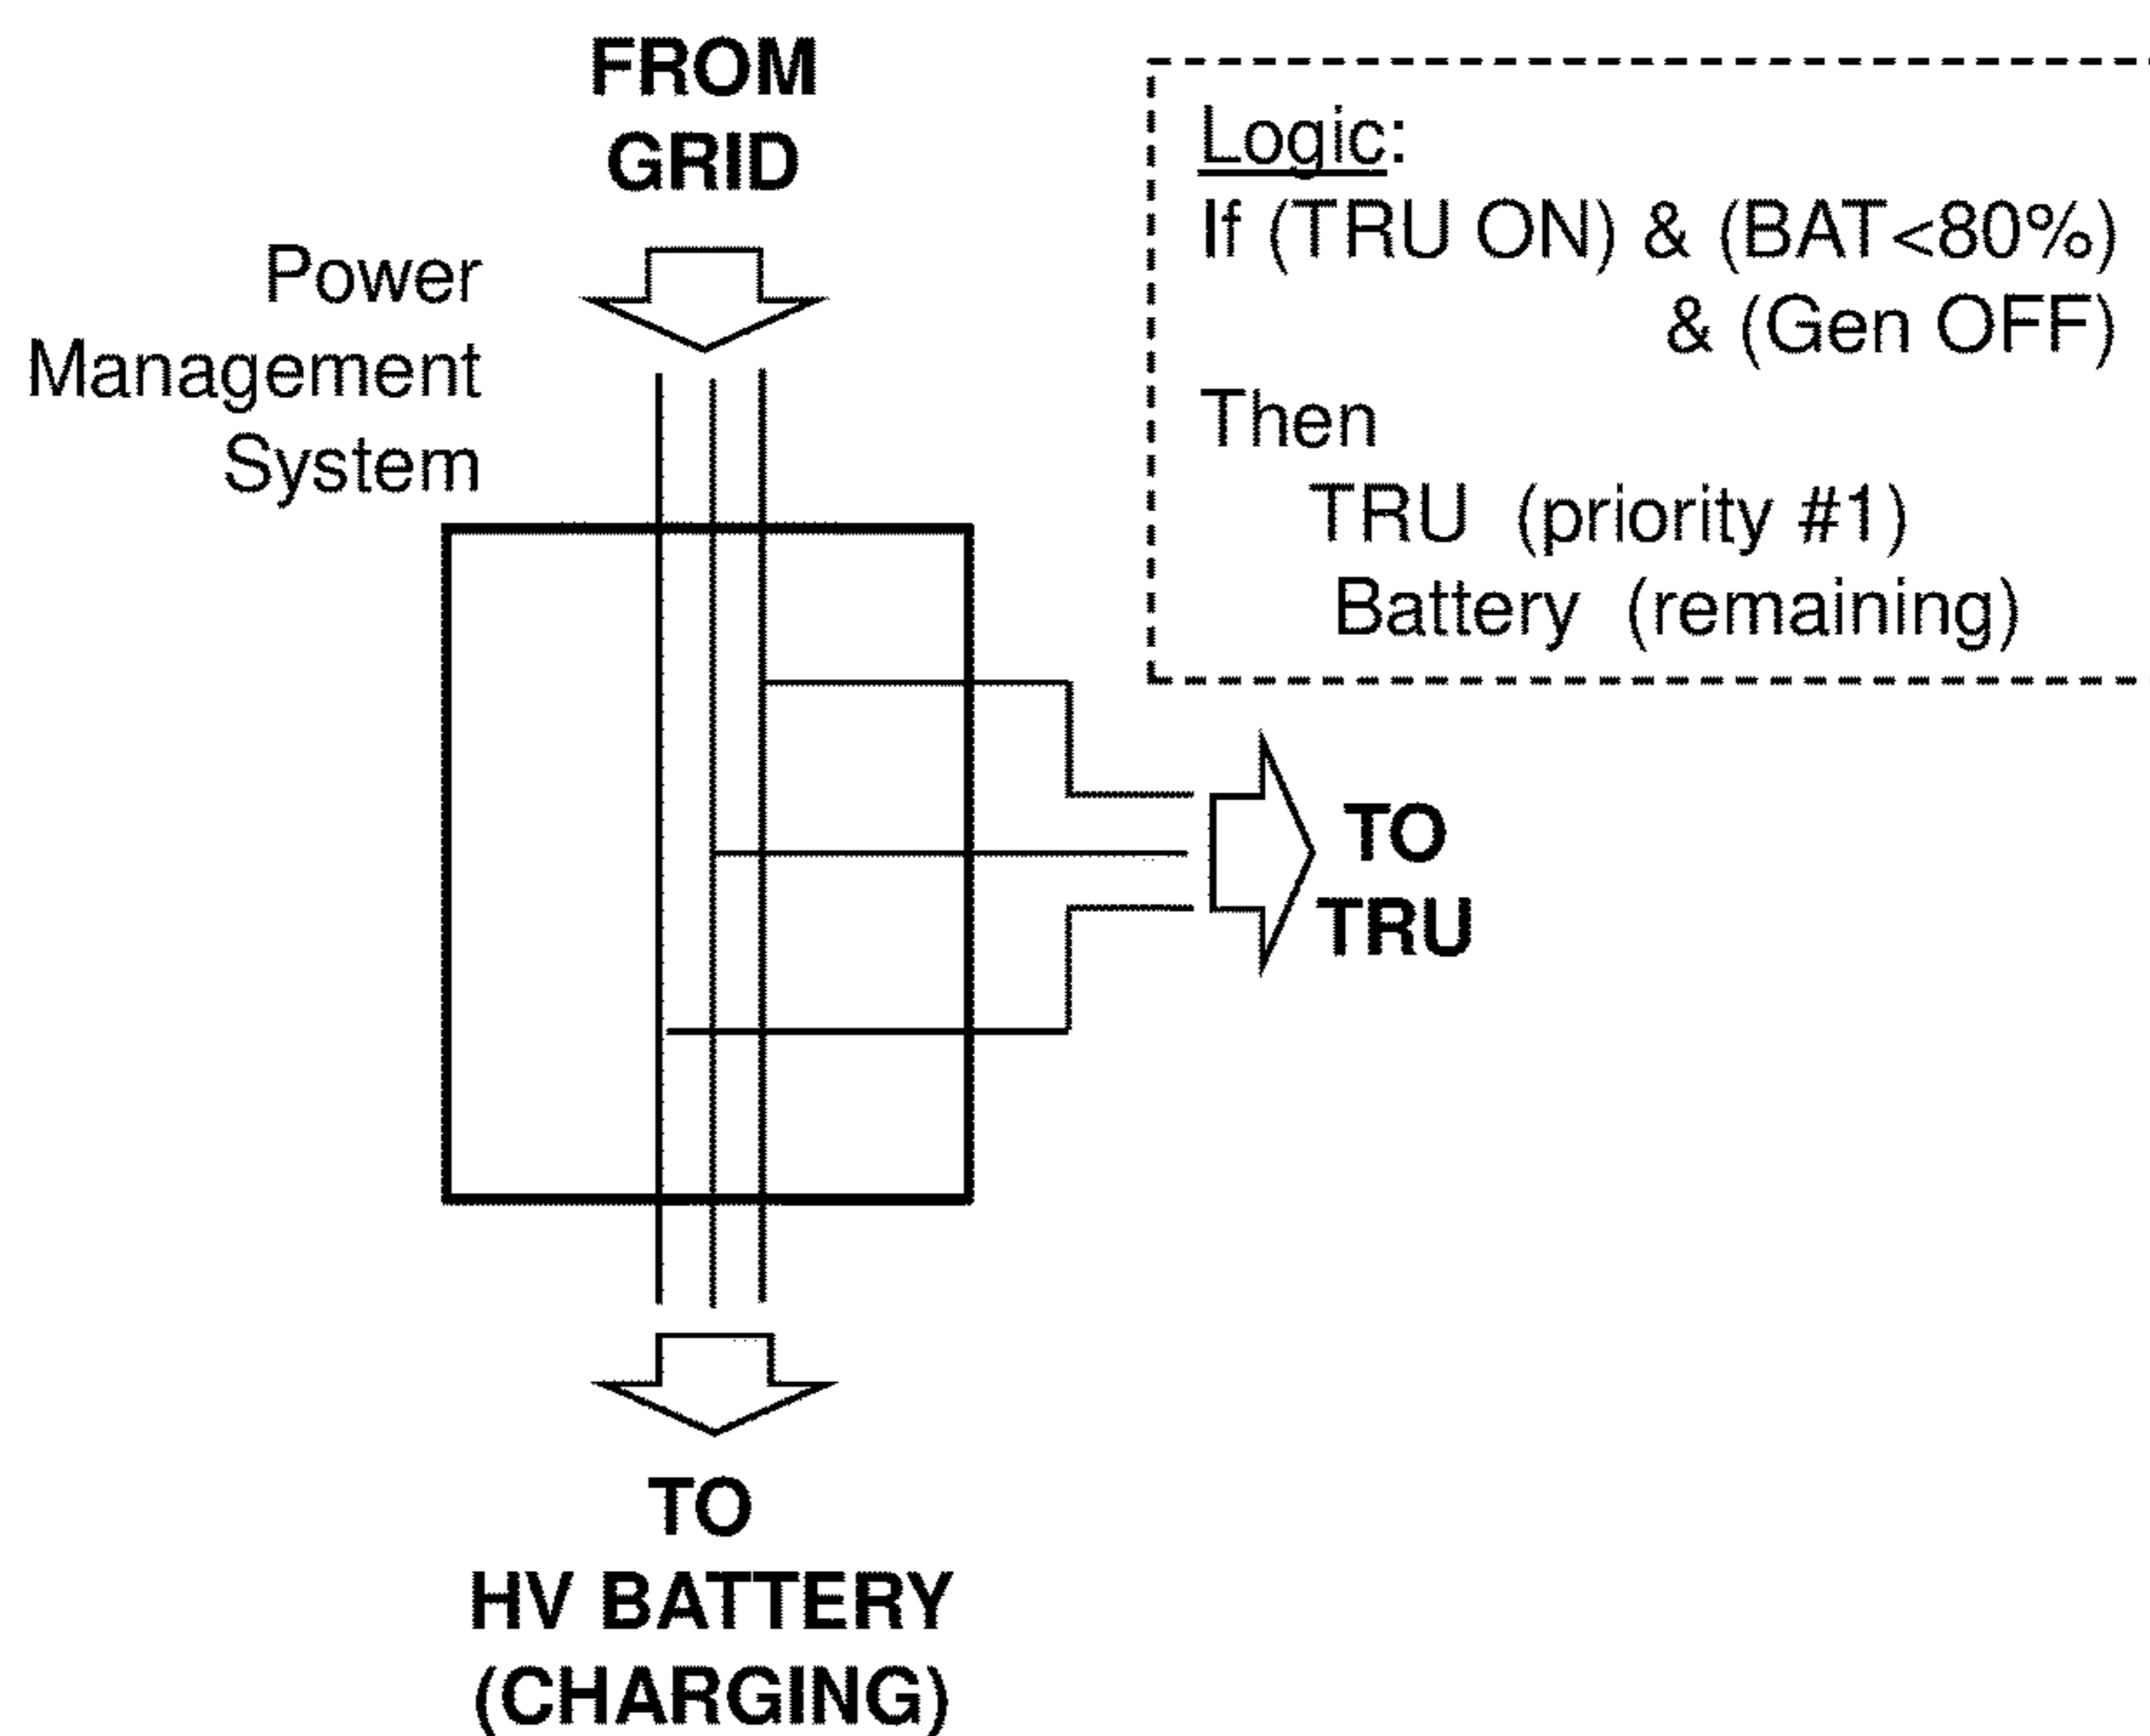 FROM
GRID
Power
Management
System
Logic:
If (TRU ON) & (BAT<80%)
& (Gen OFF)
Then
TRU (priority #1)
Battery (remaining)
TO
TRU
TO
HV BATTERY
(CHARGING)